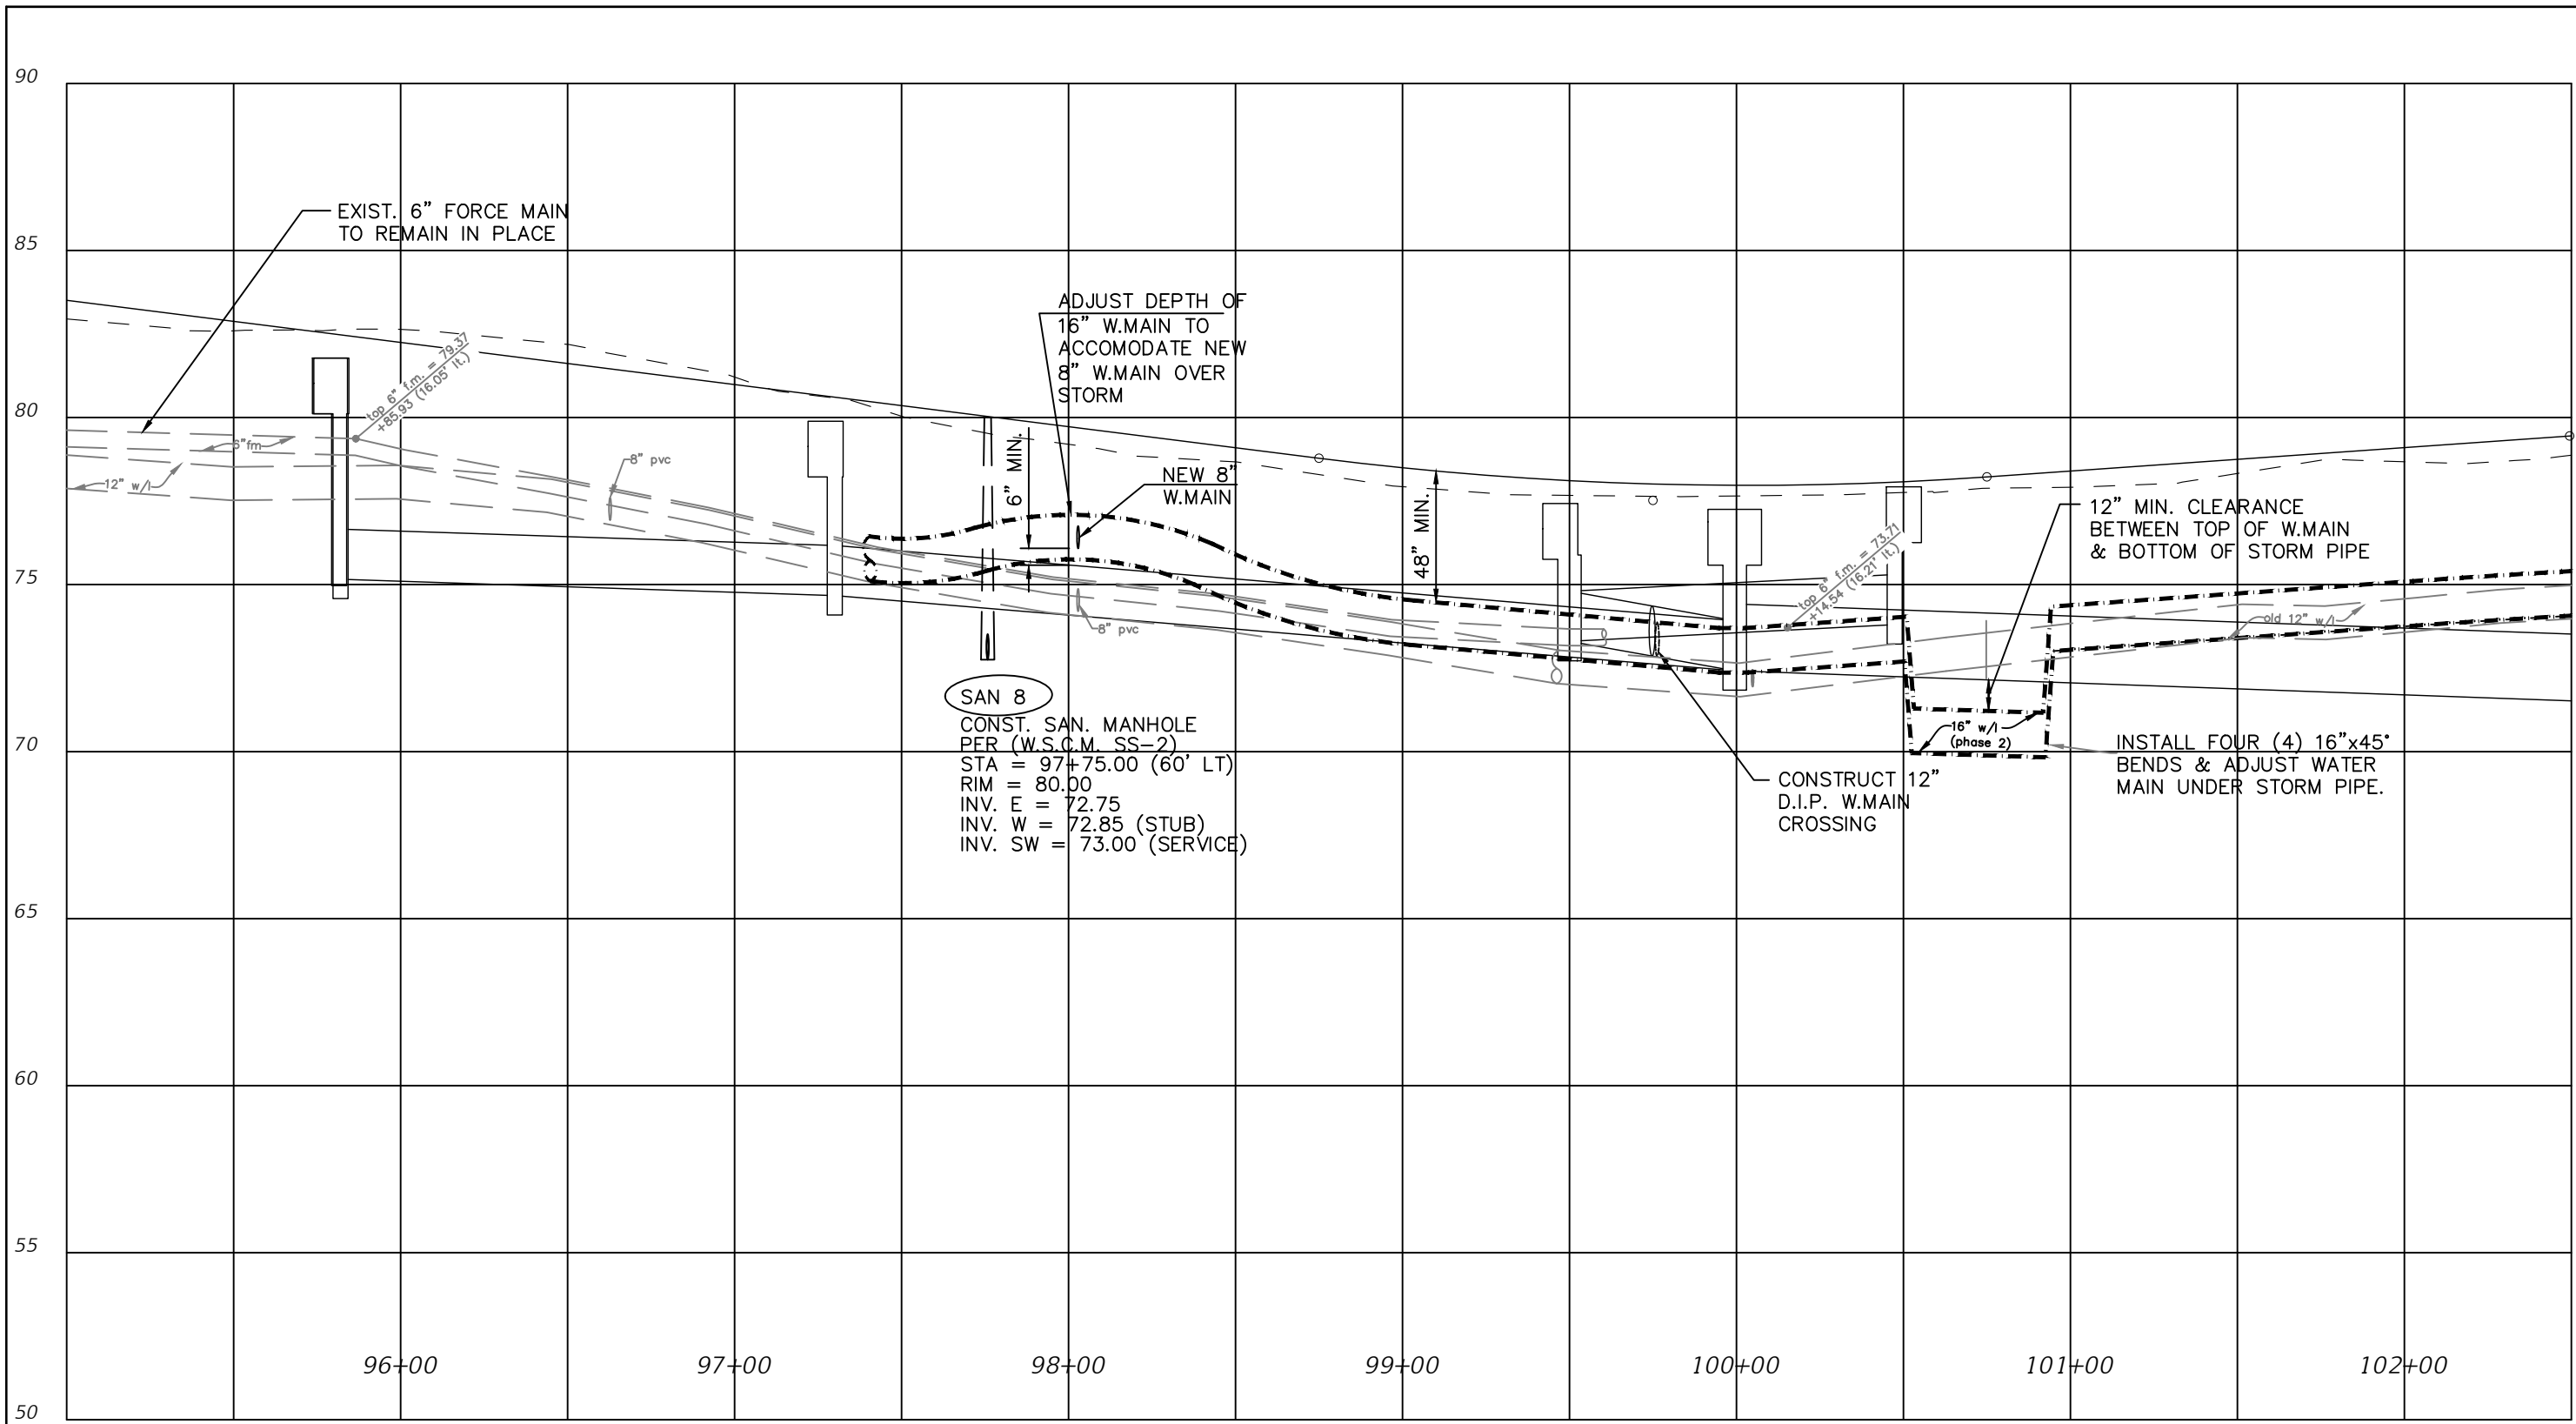 90
EXIST. 6” FORCE MAIN
TO REMAIN IN PLACE
85
ADJUST DEPTH OF
16” W.MAIN TO
ACCOMODATE NEW
8” W.MAIN OVER
STORM
top 6” f.m. = 79.37
+85.93 (16.05' lt.)
80
6”fm
12” w/l
8” pvc
6” MIN.
NEW 8”
W.MAIN
48” MIN.
12” MIN. CLEARANCE
BETWEEN TOP OF W.MAIN
& BOTTOM OF STORM PIPE
75
top 6” f.m. = 73.71
+14.54 (16.21' lt.)
8” pvc
old 12” w/l
SAN 8
CONST. SAN. MANHOLE
PER (W.S.C.M. SS-2)
STA = 97+75.00 (60' LT)
RIM = 80.00
INV. E = 72.75
INV. W = 72.85 (STUB)
INV. SW = 73.00 (SERVICE)
70
16” w/l
(phase 2)
INSTALL FOUR (4) 16”x45°
BENDS & ADJUST WATER
MAIN UNDER STORM PIPE.
CONSTRUCT 12”
D.I.P. W.MAIN
CROSSING
65
60
55
96+00
97+00
98+00
99+00
100+00
101+00
102+00
50